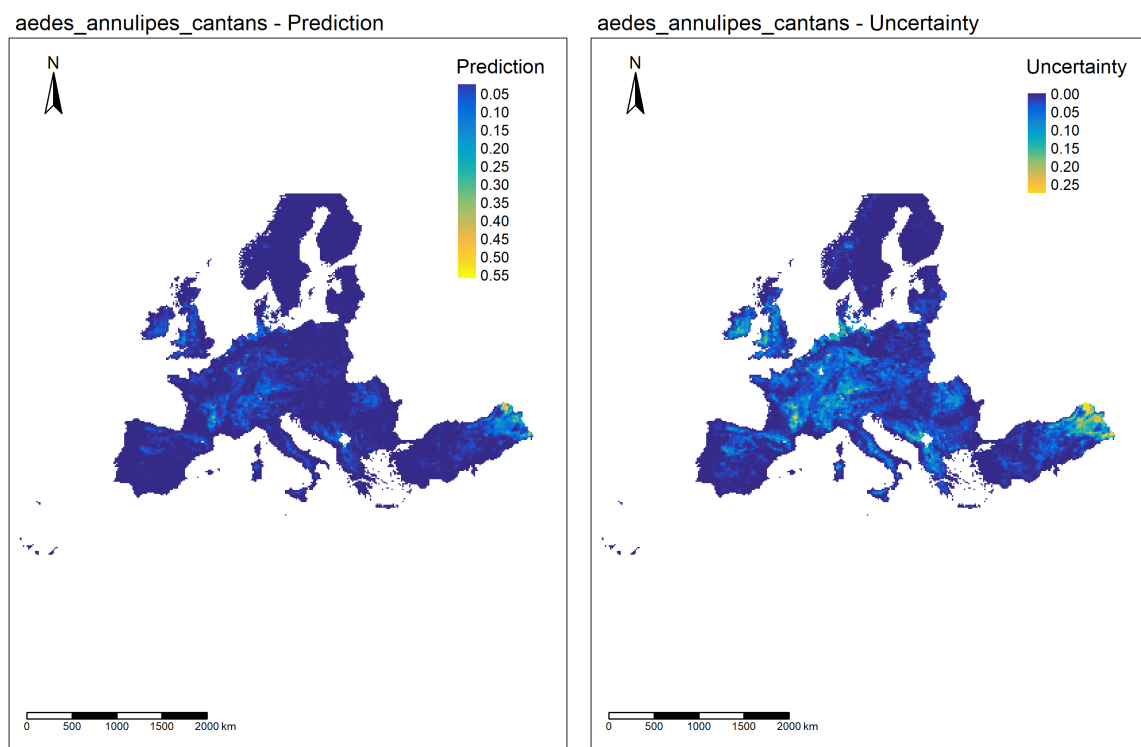 aedes_annulipes_cantans - Prediction
N
Prediction
0.05
0.10
0.15
0.20
0.25
0.30
0.35
0.40
0.45
0.50
0.55
0 500 1000 1500 2000 km
aedes_annulipes_cantans - Uncertainty
N
Uncertainty
0.00
0.05
0.10
0.15
0.20
0.25
0 500 1000 1500 2000 km